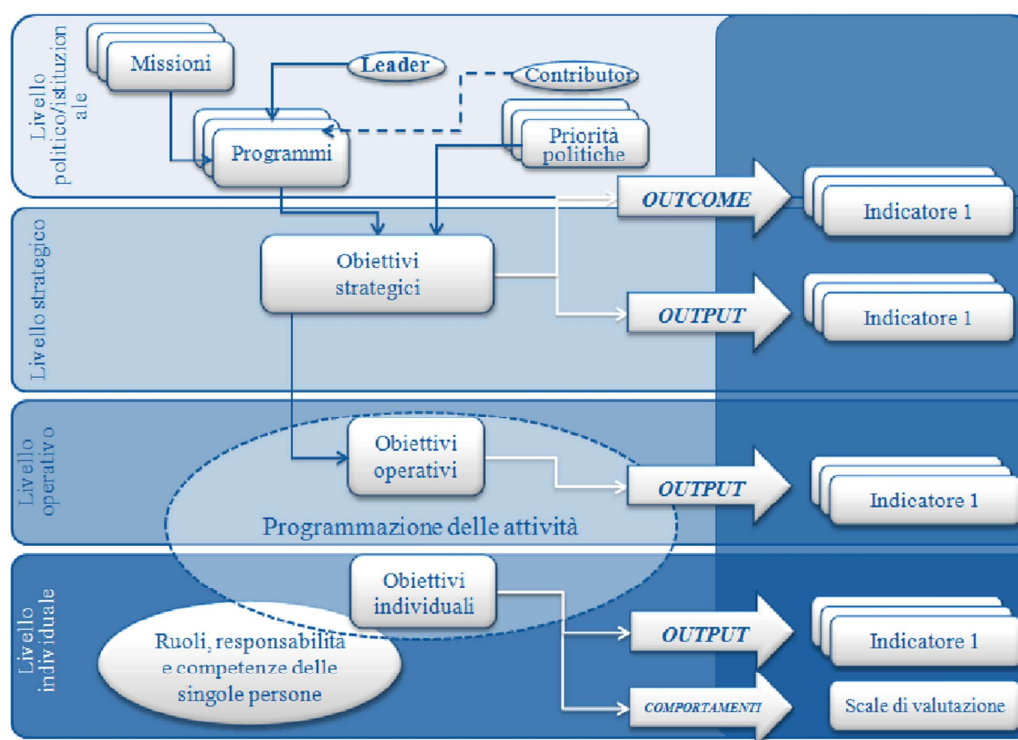 Livello
politico/istituzion
ale
Missioni
Leader
Contributor
Programmi
Priorità
politiche
OUTCOME
Indicatore 1
Livello strategico
Obiettivi
strategici
OUTPUT
Indicatore 1
Livello
operativo
Obiettivi
operativi
OUTPUT
Indicatore 1
Programmazione delle attività
Livello
individuale
Obiettivi
individuali
Ruoli, responsabilità
e competenze delle
singole persone
OUTPUT
Indicatore 1
COMPORTAMENTI
Scale di valutazione